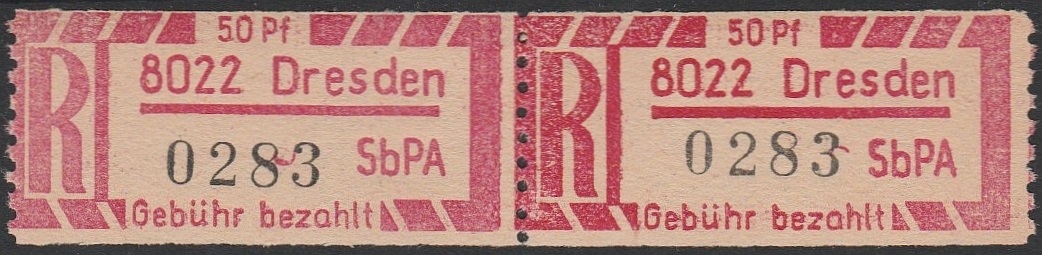 50 Pf
R
8022 Dresden
0283 SbPA
Gebühr bezahlt
50 Pf
R
8022 Dresden
0283 SbPA
Gebühr bezahlt